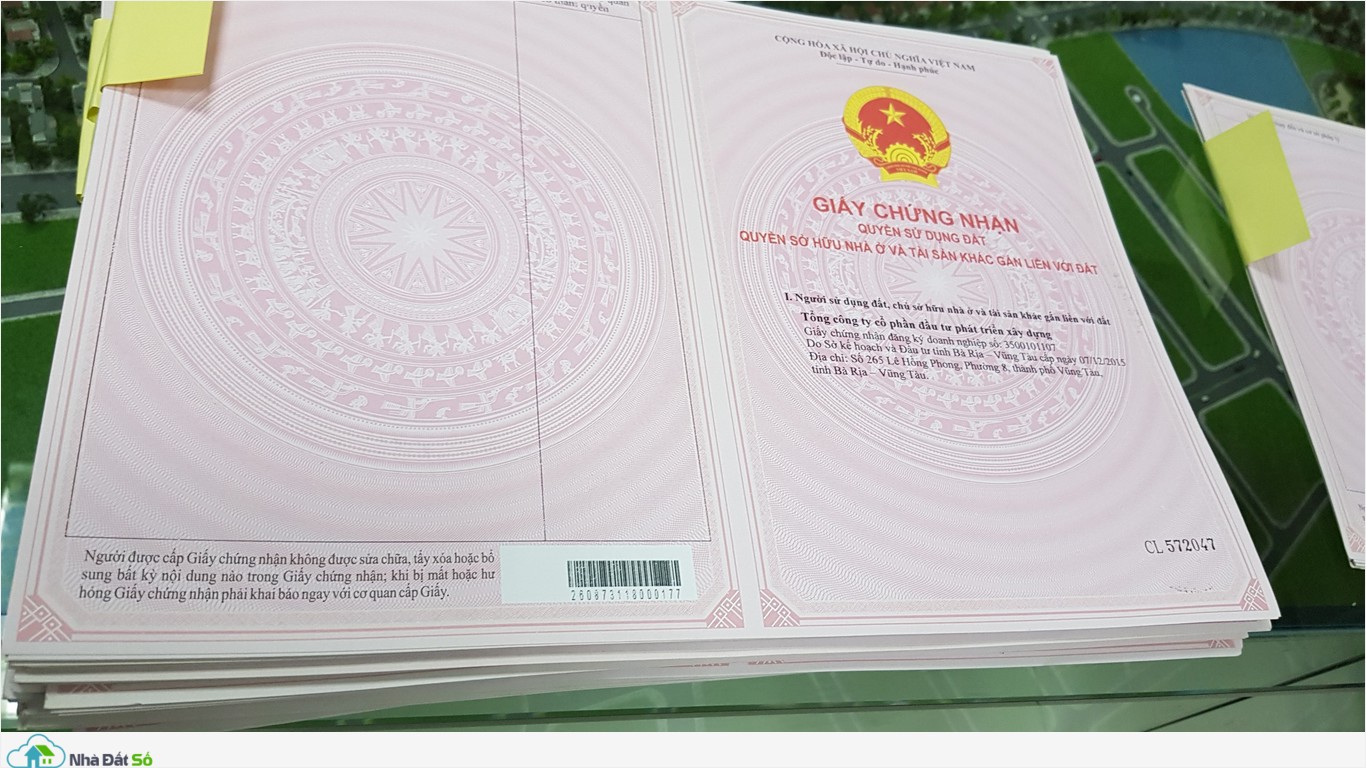 quan
quyền
Người được cấp Giấy chứng nhận không được sửa chữa, tẩy xóa hoặc bổ
sung bất kỳ nội dung nào trong Giấy chứng nhận; khi bị mất hoặc hư
hỏng Giấy chứng nhận phải khai báo ngay với cơ quan cấp Giấy.
260873118000177
CỘNG HÒA XÃ HỘI CHỦ NGHĨA VIỆT NAM
Độc lập - Tự do - Hạnh phúc
GIẤY CHỨNG NHẬN
QUYỀN SỬ DỤNG ĐẤT
QUYỀN SỞ HỮU NHÀ Ở VÀ TÀI SẢN KHÁC GẮN LIỀN VỚI ĐẤT
I. Người sử dụng đất, chủ sở hữu nhà ở và tài sản khác gắn liền với đất
Tổng công ty cổ phần đầu tư phát triển xây dựng
Giấy chứng nhận đăng ký doanh nghiệp số: 3500101107
Do Sở kế hoạch và Đầu tư tỉnh Bà Rịa – Vũng Tàu cấp ngày 07/12/2015
Địa chỉ: Số 265 Lê Hồng Phong, Phường 8, thành phố Vũng Tàu,
tỉnh Bà Rịa – Vũng Tàu.
CL 572047
Nhà Đất Số